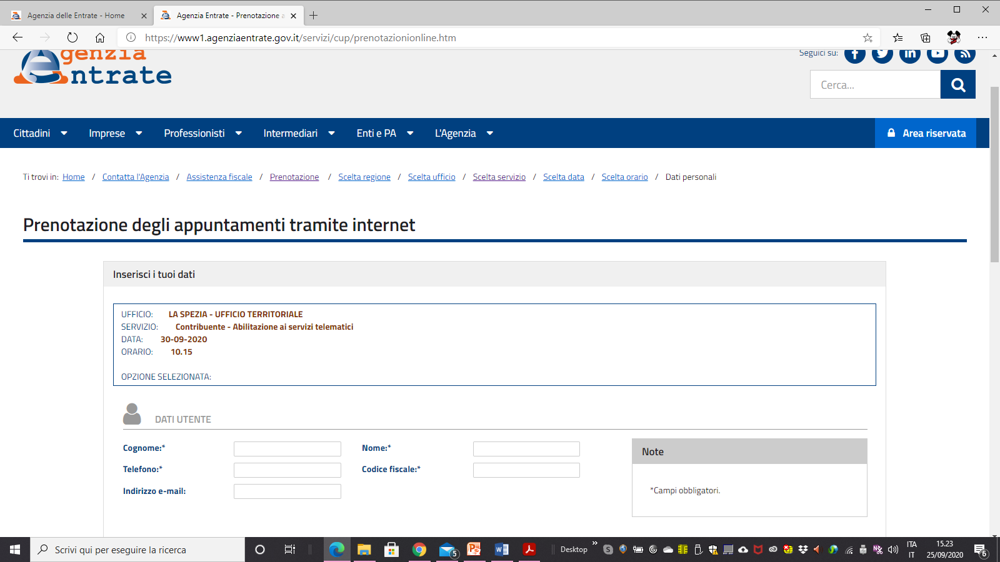 Agenzia delle Entrate - Home
Agenzia Entrate - Prenotazione a
https://www1.agenziaentrate.gov.it/servizi/cup/prenotazionionline.htm
genzia
ntrate
Seguici su:
Cerca...
Cittadini
Imprese
Professionisti
Intermediari
Enti e PA
L'Agenzia
Area riservata
Ti trovi in: Home / Contatta l'Agenzia / Assistenza fiscale / Prenotazione / Scelta regione / Scelta ufficio / Scelta servizio / Scelta data / Scelta orario / Dati personali
Prenotazione degli appuntamenti tramite internet
Inserisci i tuoi dati
UFFICIO: LA SPEZIA - UFFICIO TERRITORIALE
SERVIZIO: Contribuente - Abilitazione ai servizi telematici
DATA: 30-09-2020
ORARIO: 10.15
OPZIONE SELEZIONATA:
DATI UTENTE
Cognome:*
Nome:*
Telefono:*
Codice fiscale:*
Indirizzo e-mail:
Note
*Campi obbligatori.
Scrivi qui per eseguire la ricerca
5
Desktop
ITA
IT
15.23
25/09/2020
6